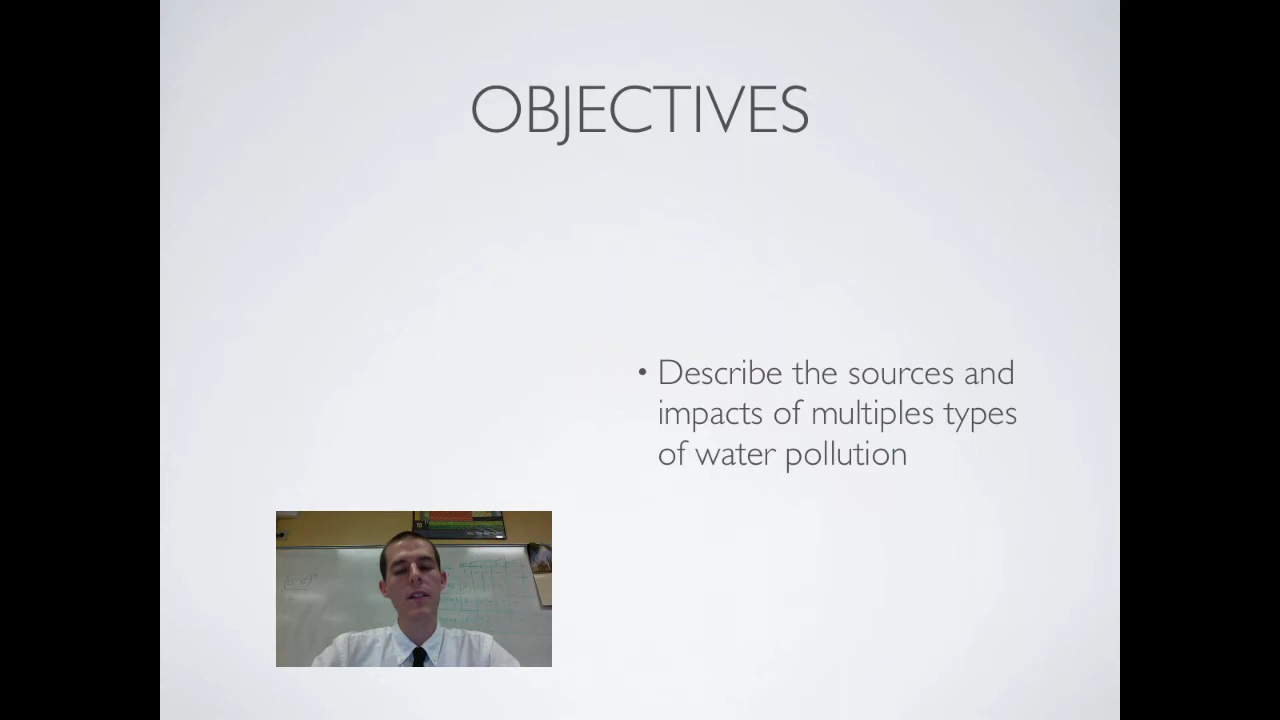 OBJECTIVES
• Describe the sources and
impacts of multiples types
of water pollution